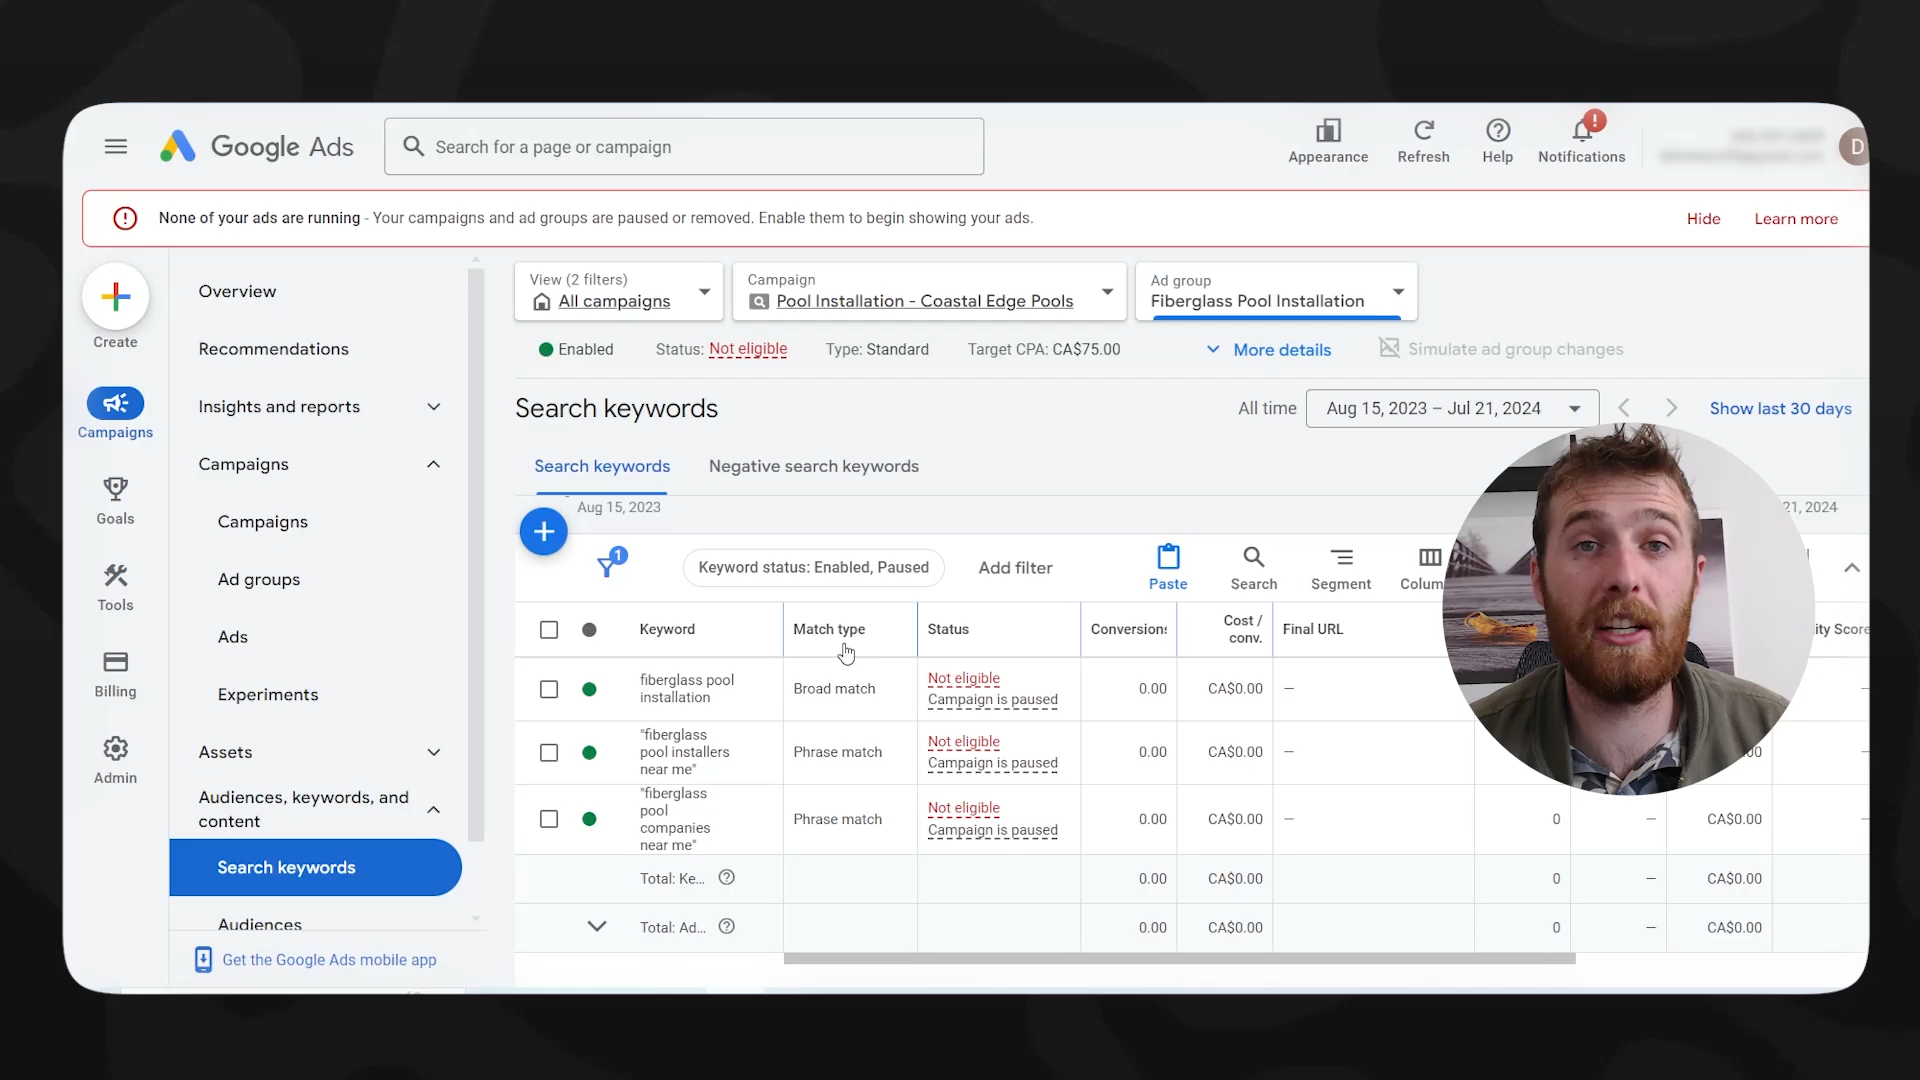 Google Ads
Search for a page or campaign
Appearance
Refresh
Help
Notifications
D
None of your ads are running - Your campaigns and ad groups are paused or removed. Enable them to begin showing your ads.
Hide
Learn more
Create
Campaigns
Goals
Tools
Billing
Admin
Overview
Recommendations
Insights and reports
Campaigns
Campaigns
Ad groups
Ads
Experiments
Assets
Audiences, keywords, and
content
Search keywords
Audiences
Get the Google Ads mobile app
View (2 filters)
All campaigns
Campaign
Pool Installation - Coastal Edge Pools
Ad group
Fiberglass Pool Installation
Enabled
Status: Not eligible
Type: Standard
Target CPA: CA$75.00
More details
Simulate ad group changes
Search keywords
All time
Aug 15, 2023 – Jul 21, 2024
Show last 30 days
Search keywords
Negative search keywords
Aug 15, 2023
21, 2024
1
Keyword status: Enabled, Paused
Add filter
Paste
Search
Segment
Colum
Keyword
Match type
Status
Conversions
Cost /
conv.
Final URL
ity Score
fiberglass pool
installation
Broad match
Not eligible
Campaign is paused
0.00
CA$0.00
–
–
"fiberglass
pool installers
near me"
Phrase match
Not eligible
Campaign is paused
0.00
CA$0.00
–
00
–
"fiberglass
pool
companies
near me"
Phrase match
Not eligible
Campaign is paused
0.00
CA$0.00
–
0
–
CA$0.00
–
Total: Ke...
0.00
CA$0.00
0
–
CA$0.00
Total: Ad...
0.00
CA$0.00
0
–
CA$0.00